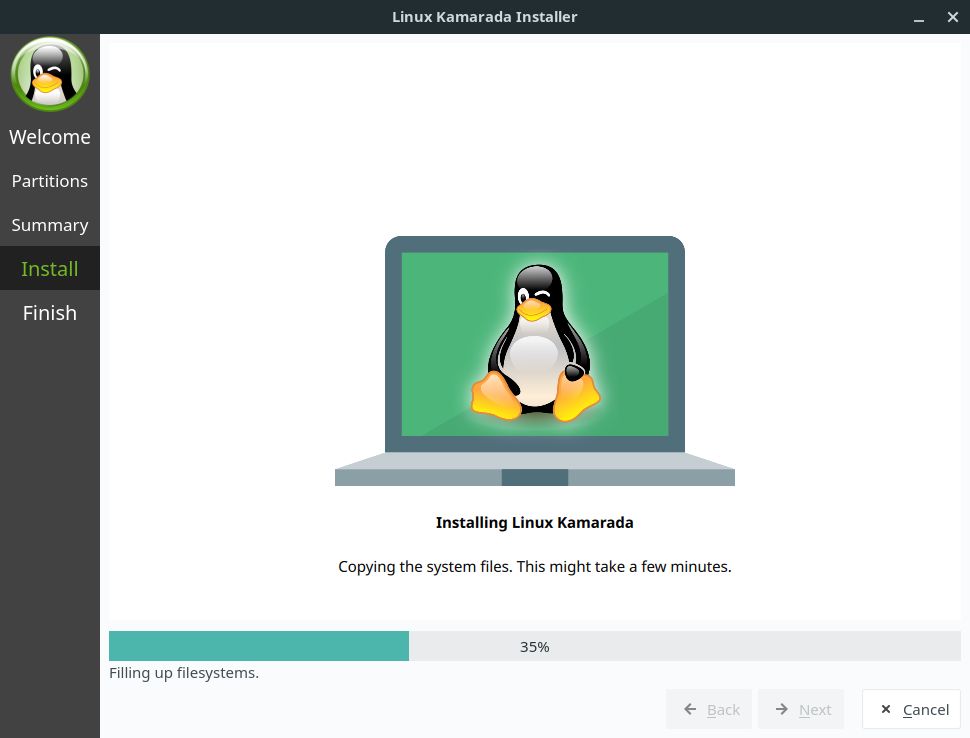 Linux Kamarada Installer
Welcome
Partitions
Summary
Install
Finish
Installing Linux Kamarada
Copying the system files. This might take a few minutes.
35%
Filling up filesystems.
Back
Next
Cancel